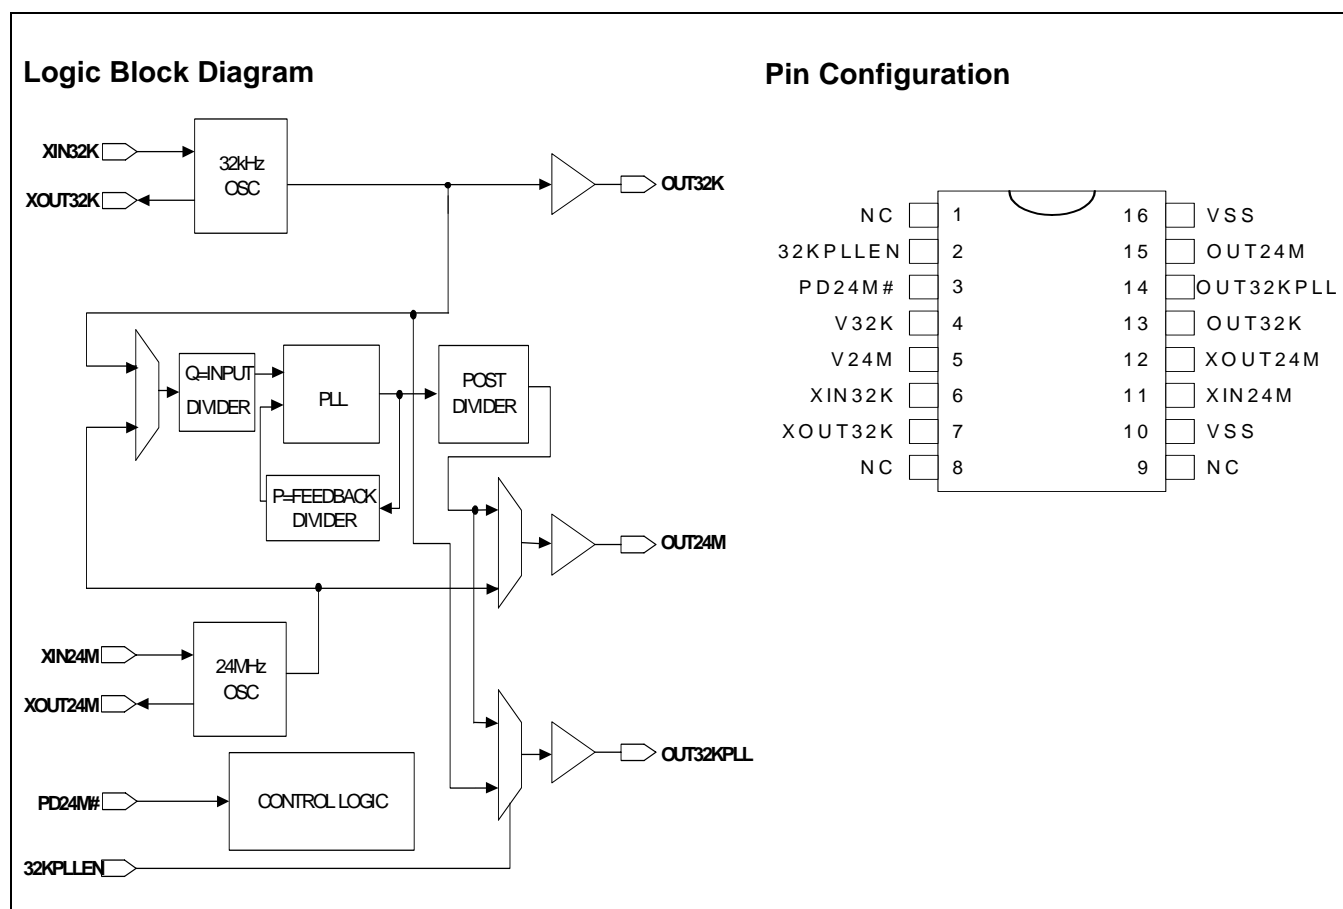 Logic Block Diagram
XIN32K
XOUT32K
32kHz
OSC
OUT32K
Q=INPUT
DIVIDER
PLL
POST
DIVIDER
P=FEEDBACK
DIVIDER
OUT24M
XIN24M
XOUT24M
24MHz
OSC
OUT32KPLL
PD24M#
CONTROL LOGIC
32KPLLEN
Pin Configuration
NC 1 16 VSS
32KPLLEN 2 15 OUT24M
PD24M# 3 14 OUT32KPLL
V32K 4 13 OUT32K
V24M 5 12 XOUT24M
XIN32K 6 11 XIN24M
XOUT32K 7 10 VSS
NC 8 9 NC